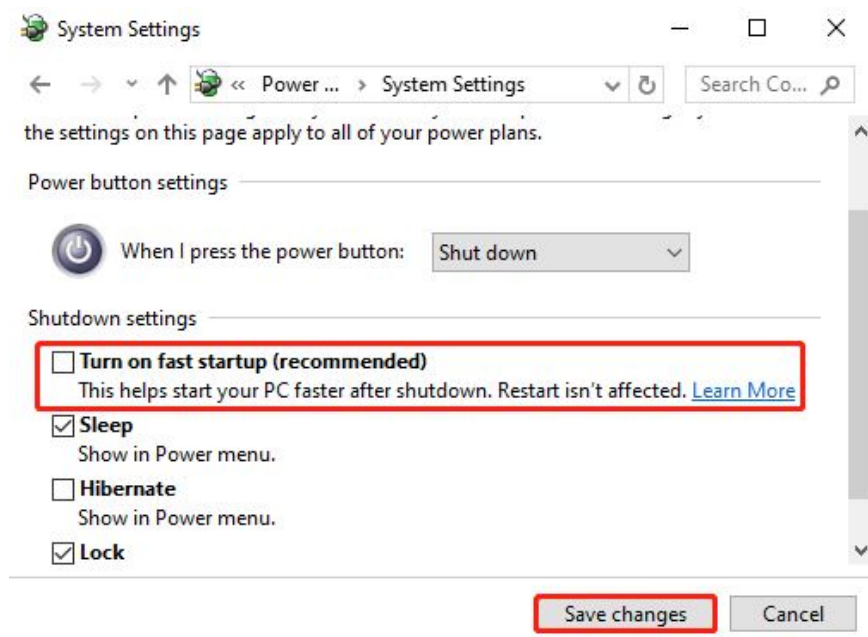 System Settings
« Power ... > System Settings
Search Co...
the settings on this page apply to all of your power plans.
Power button settings
When I press the power button:
Shut down
Shutdown settings
Turn on fast startup (recommended)
This helps start your PC faster after shutdown. Restart isn't affected. Learn More
Sleep
Show in Power menu.
Hibernate
Show in Power menu.
Lock
Save changes
Cancel